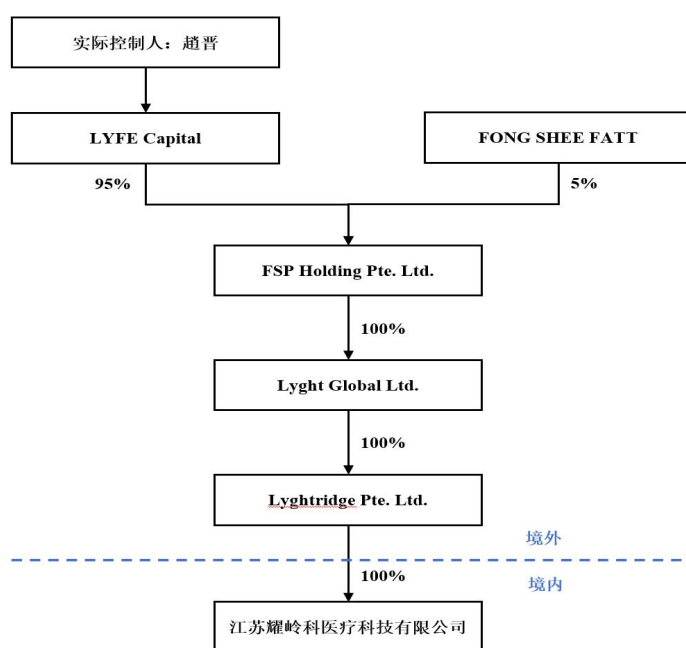 实际控制人：趙晋
LYFE Capital
FONG SHEE FATT
95%
5%
FSP Holding Pte. Ltd.
100%
Lyght Global Ltd.
100%
Lyghtridge Pte. Ltd.
境外
100%
境内
江苏耀岭科医疗科技有限公司